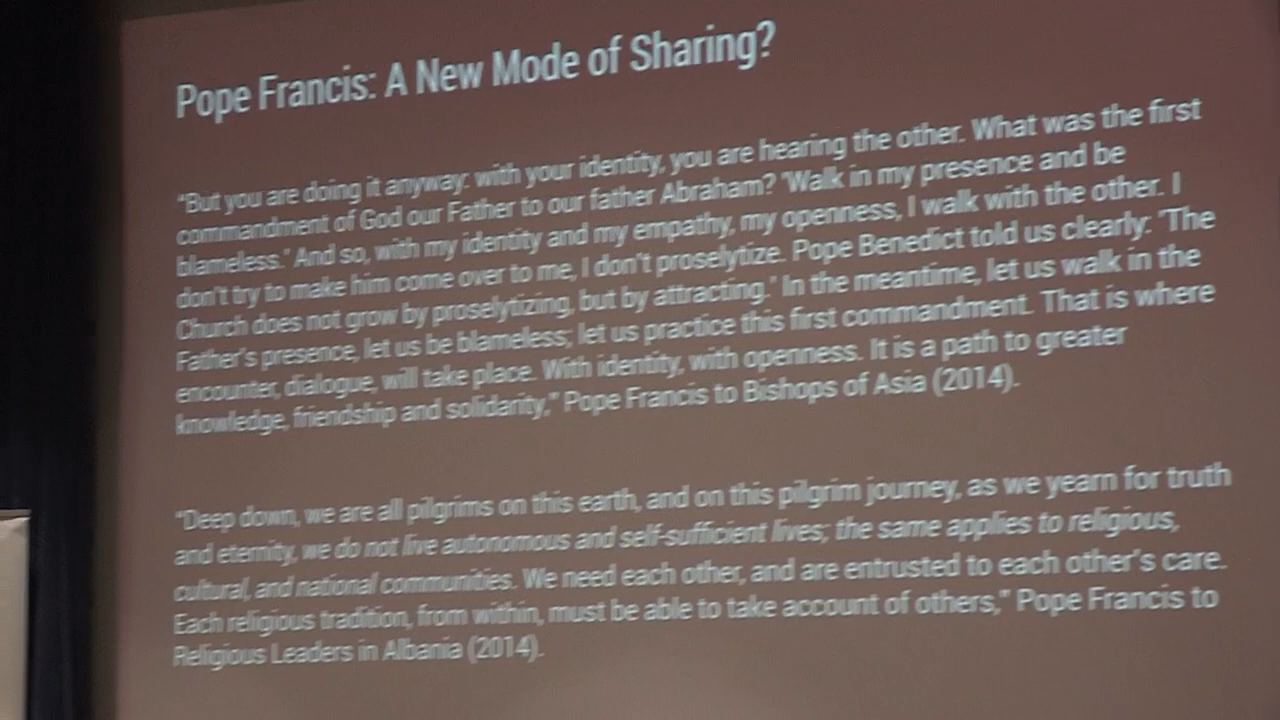 Pope Francis: A New Mode of Sharing?
“But you are doing it anyway: with your identity, you are hearing the other. What was the first
commandment of God our Father to our father Abraham? ‘Walk in my presence and be
blameless.’ And so, with my identity and my empathy, my openness, I walk with the other. I
don’t try to make him come over to me, I don’t proselytize. Pope Benedict told us clearly: ‘The
Church does not grow by proselytizing, but by attracting.’ In the meantime, let us walk in the
Father’s presence, let us be blameless; let us practice this first commandment. That is where
encounter, dialogue, will take place. With identity, with openness. It is a path to greater
knowledge, friendship and solidarity,” Pope Francis to Bishops of Asia (2014).
“Deep down, we are all pilgrims on this earth, and on this pilgrim journey, as we yearn for truth
and eternity, we do not live autonomous and self-sufficient lives; the same applies to religious,
cultural, and national communities. We need each other, and are entrusted to each other’s care.
Each religious tradition, from within, must be able to take account of others,” Pope Francis to
Religious Leaders in Albania (2014).